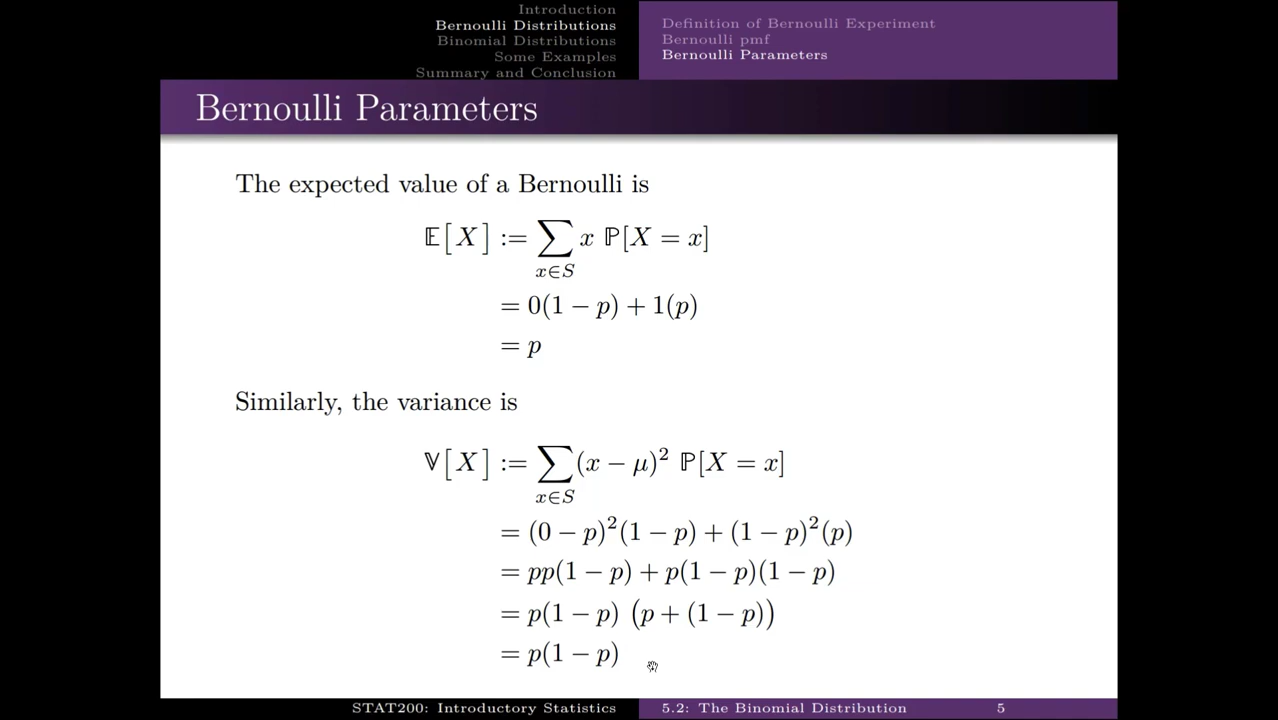 Introduction
Bernoulli Distributions
Binomial Distributions
Some Examples
Summary and Conclusion
Definition of Bernoulli Experiment
Bernoulli pmf
Bernoulli Parameters
Bernoulli Parameters
The expected value of a Bernoulli is
𝔼[X] := ∑_{x∈S} x ℙ[X = x]
= 0(1 − p) + 1(p)
= p
Similarly, the variance is
𝕍[X] := ∑_{x∈S} (x − μ)² ℙ[X = x]
= (0 − p)²(1 − p) + (1 − p)²(p)
= pp(1 − p) + p(1 − p)(1 − p)
= p(1 − p) (p + (1 − p))
= p(1 − p)
STAT200: Introductory Statistics
5.2: The Binomial Distribution
5